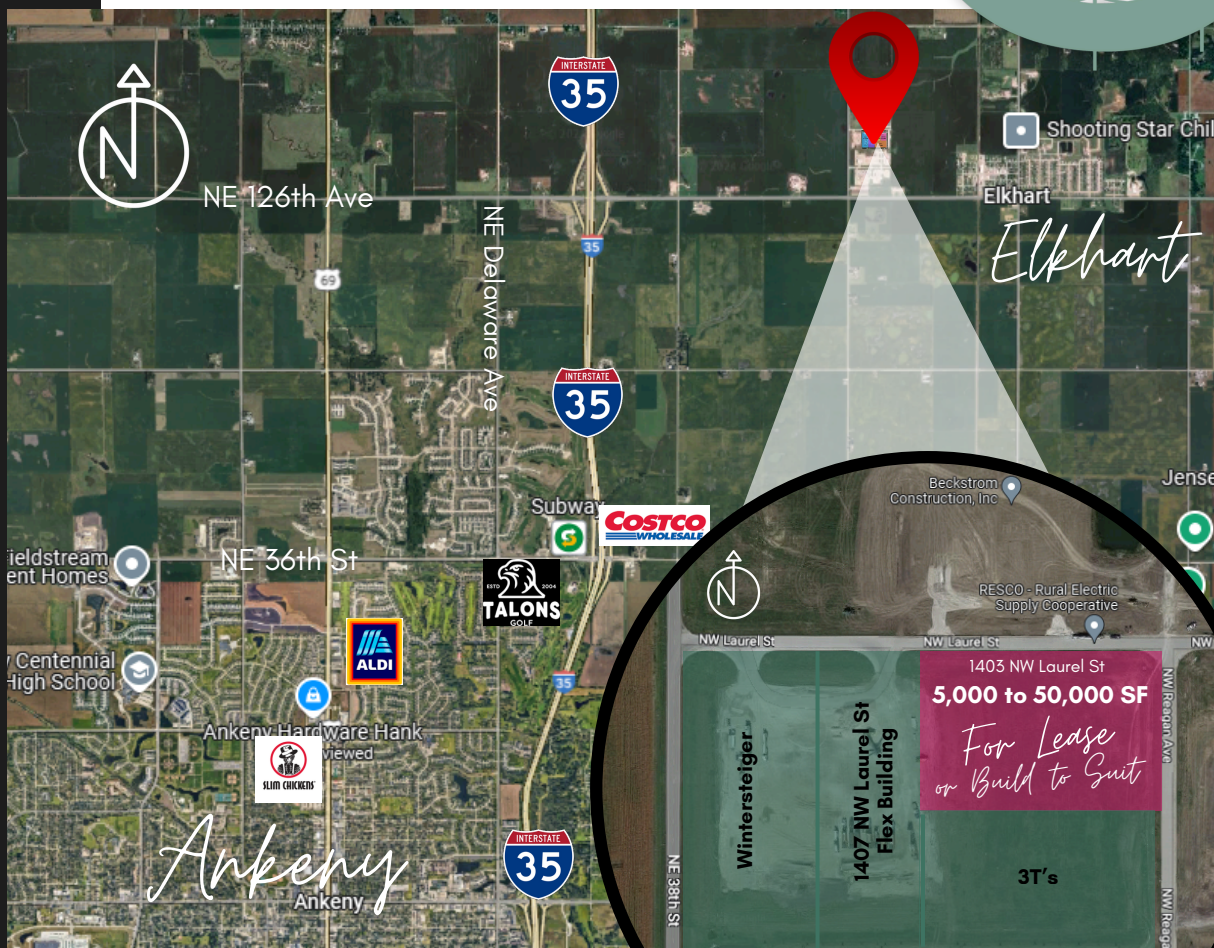 INTERSTATE
35
N
Shooting Star Chil
NE 126th Ave
Elkhart
Elkhart
NE Delaware Ave
35
69
INTERSTATE
35
Subway
COSTCO
WHOLESALE
Jense
ieldstream
ent Homes
NE 36th St
ESTD 2004
TALONS
GOLF
ALDI
Centennial
High School
35
Ankeny Hardware Hank
viewed
SLIM CHICKENS
Ankeny
Ankeny
INTERSTATE
35
Beckstrom
Construction, Inc
N
RESCO - Rural Electric
Supply Cooperative
NW Laurel St
NW Laurel St
NW
1403 NW Laurel St
5,000 to 50,000 SF
For Lease
or Build to Suit
Wintersteiger
1407 NW Laurel St
Flex Building
3T's
NE 38th St
NW Reagan Ave
NW Reaga